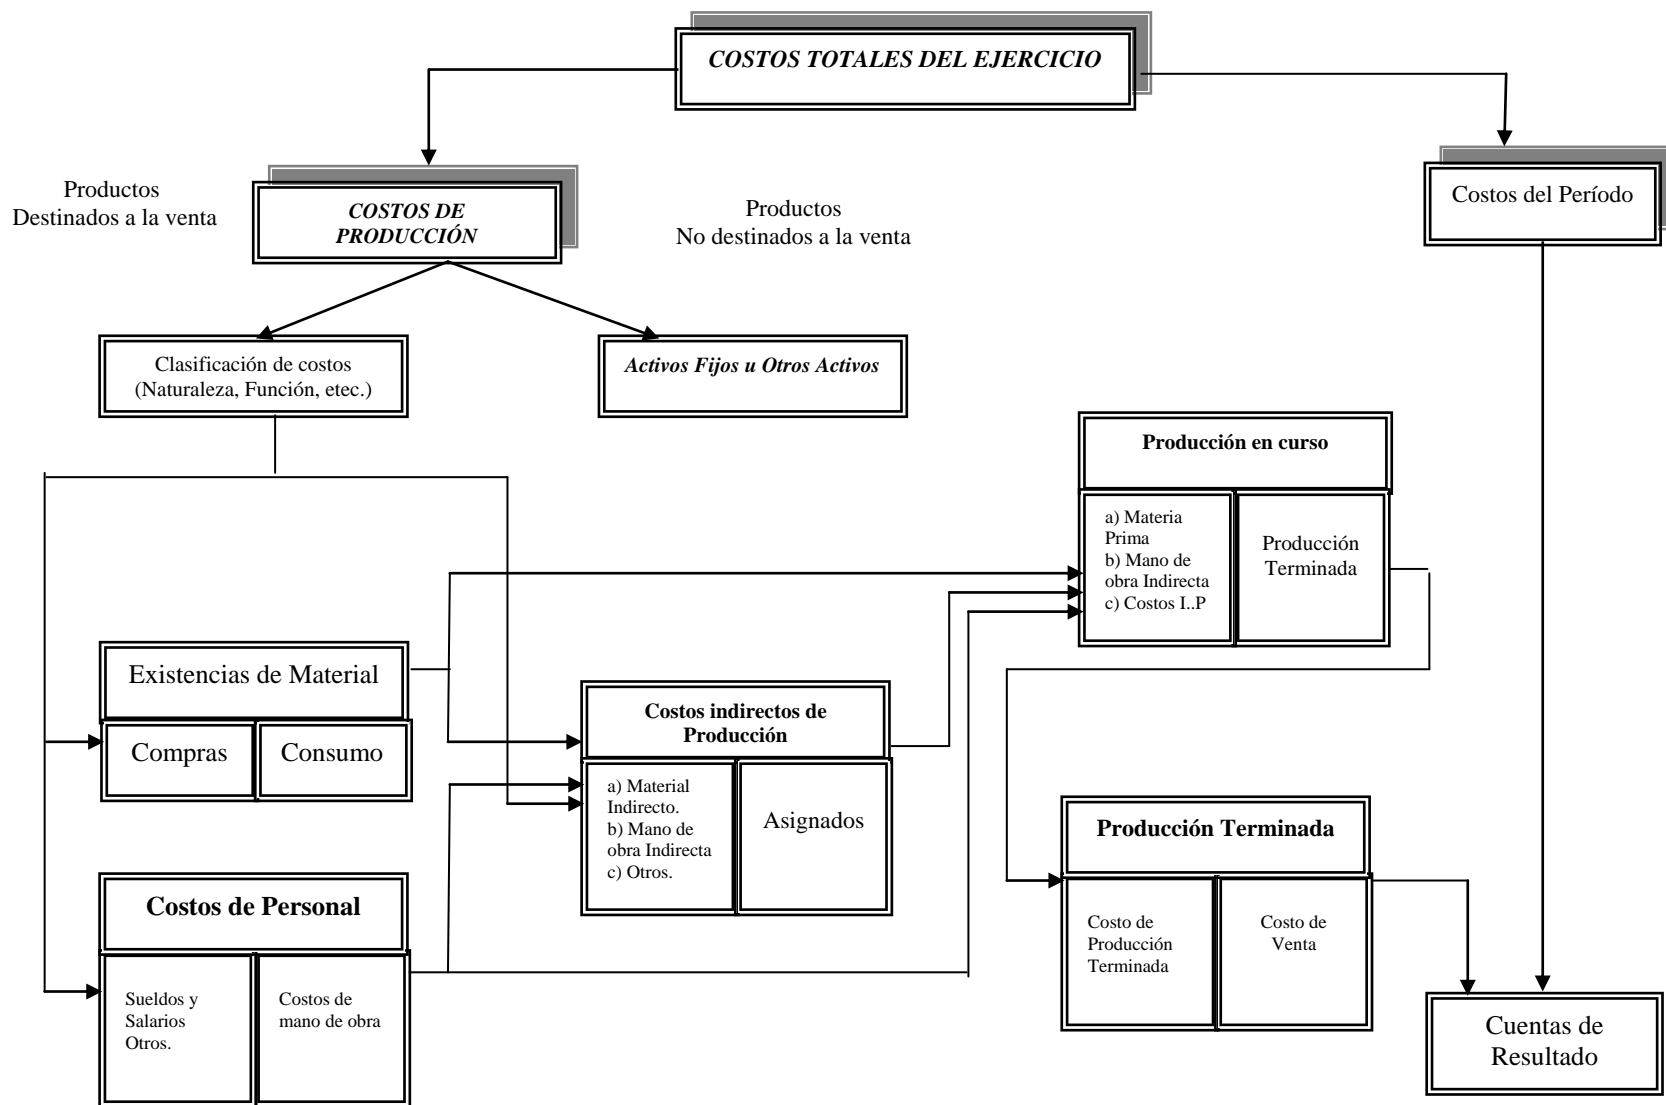 COSTOS TOTALES DEL EJERCICIO
Productos
Destinados a la venta
COSTOS DE
PRODUCCIÓN
Productos
No destinados a la venta
Costos del Período
Clasificación de costos
(Naturaleza, Función, etec.)
Activos Fijos u Otros Activos
Producción en curso
a) Materia
Prima
b) Mano de
obra Indirecta
c) Costos I..P
Producción
Terminada
Existencias de Material
Compras
Consumo
Costos indirectos de
Producción
a) Material
Indirecto.
b) Mano de
obra Indirecta
c) Otros.
Asignados
Producción Terminada
Costo de
Producción
Terminada
Costo de
Venta
Costos de Personal
Sueldos y
Salarios
Otros.
Costos de
mano de obra
Cuentas de
Resultado